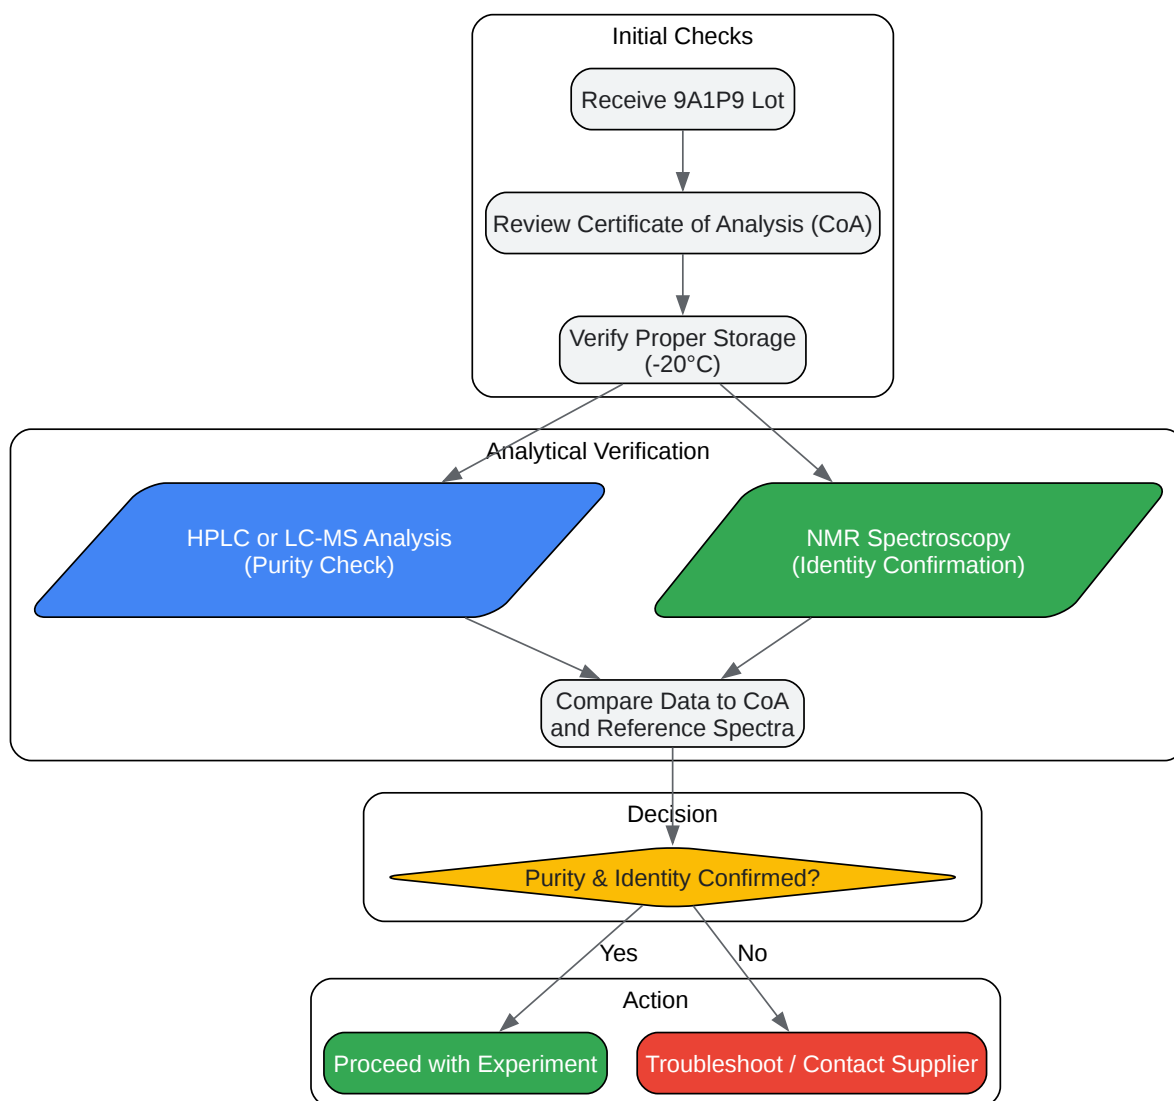 Initial Checks
Receive 9A1P9 Lot
Review Certificate of Analysis (CoA)
Verify Proper Storage
(-20°C)
Analytical Verification
HPLC or LC-MS Analysis
(Purity Check)
NMR Spectroscopy
(Identity Confirmation)
Compare Data to CoA
and Reference Spectra
Decision
Purity & Identity Confirmed?
Yes
No
Action
Proceed with Experiment
Troubleshoot / Contact Supplier